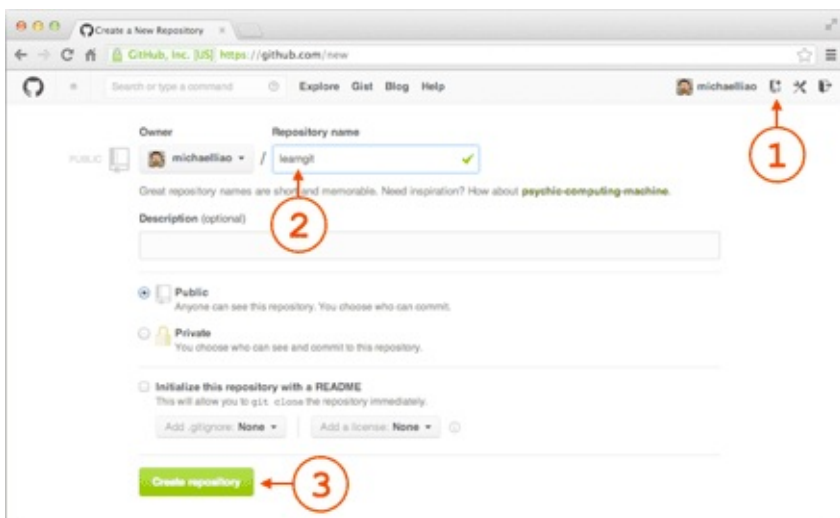 Create a New Repository
GitHub, Inc. [US] https://github.com/new
Search or type a command
Explore Gist Blog Help
michaelliao
1
Owner
Repository name
PUBLIC
michaelliao / learngit
Great repository names are short and memorable. Need inspiration? How about psychic-computing-machine.
2
Description (optional)
Public
Anyone can see this repository. You choose who can commit.
Private
You choose who can see and commit to this repository.
Initialize this repository with a README
This will allow you to git clone the repository immediately.
Add .gitignore: None
Add a license: None
Create repository
3